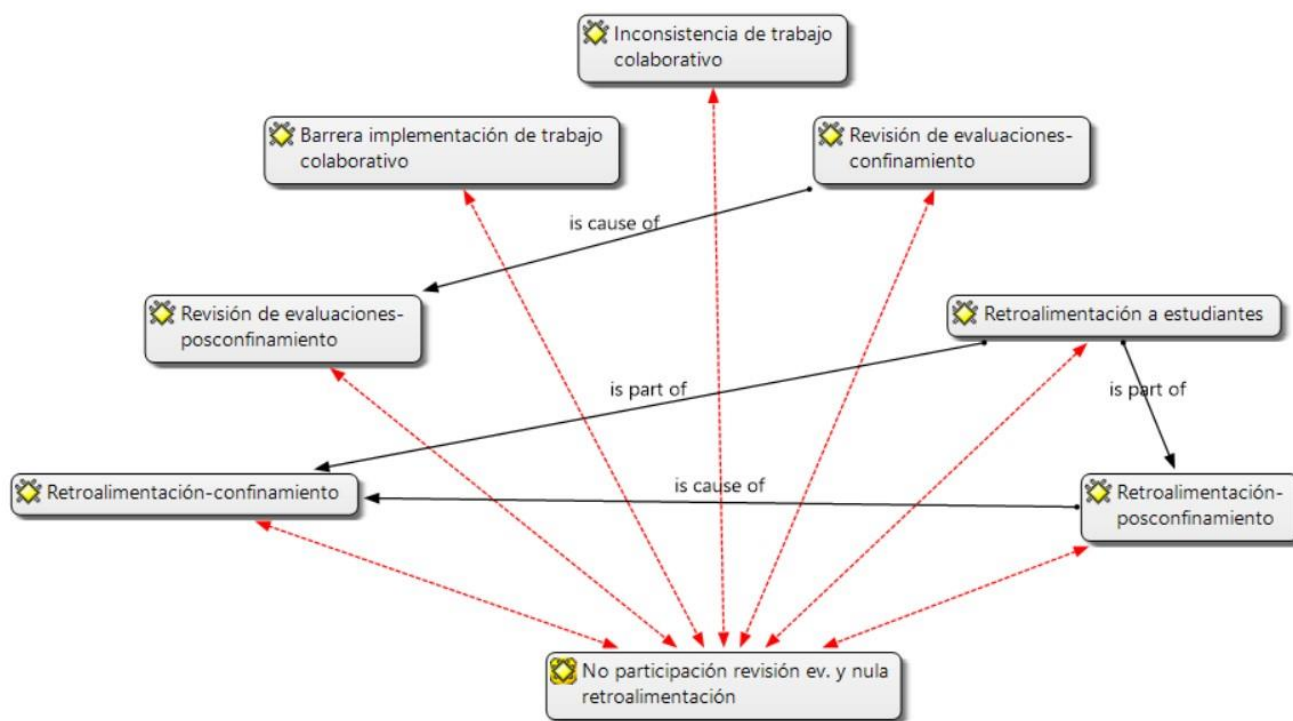 Inconsistencia de trabajo
colaborativo
Barrera implementación de trabajo
colaborativo
Revisión de evaluaciones-
confinamiento
is cause of
Revisión de evaluaciones-
posconfinamiento
Retroalimentación a estudiantes
is part of
is part of
Retroalimentación-confinamiento
is cause of
Retroalimentación-
posconfinamiento
No participación revisión ev. y nula
retroalimentación